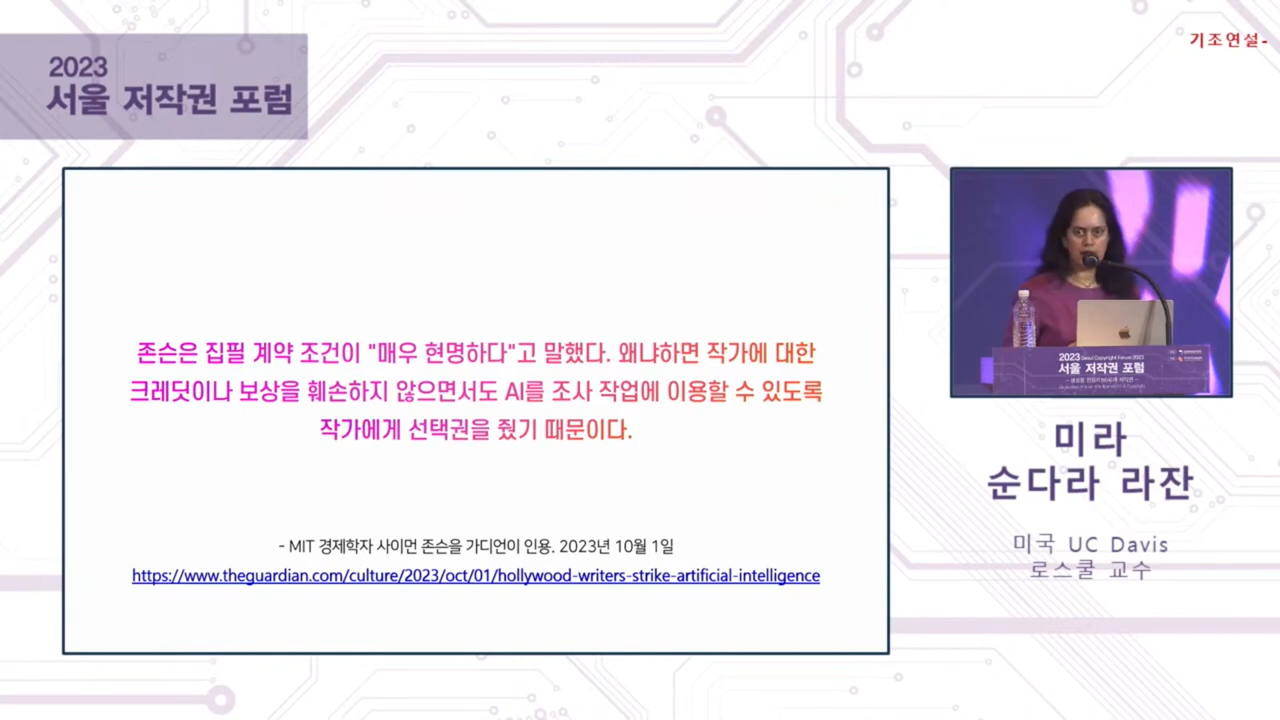 기조연설-
2023
서울 저작권 포럼
존슨은 집필 계약 조건이 "매우 현명하다"고 말했다. 왜냐하면 작가에 대한
크레딧이나 보상을 훼손하지 않으면서도 AI를 조사 작업에 이용할 수 있도록
작가에게 선택권을 줬기 때문이다.
- MIT 경제학자 사이먼 존슨을 가디언이 인용. 2023년 10월 1일
https://www.theguardian.com/culture/2023/oct/01/hollywood-writers-strike-artificial-intelligence
2023 Seoul Copyright Forum 2023
서울 저작권 포럼
미라
순다라 라잔
미국 UC Davis
로스쿨 교수